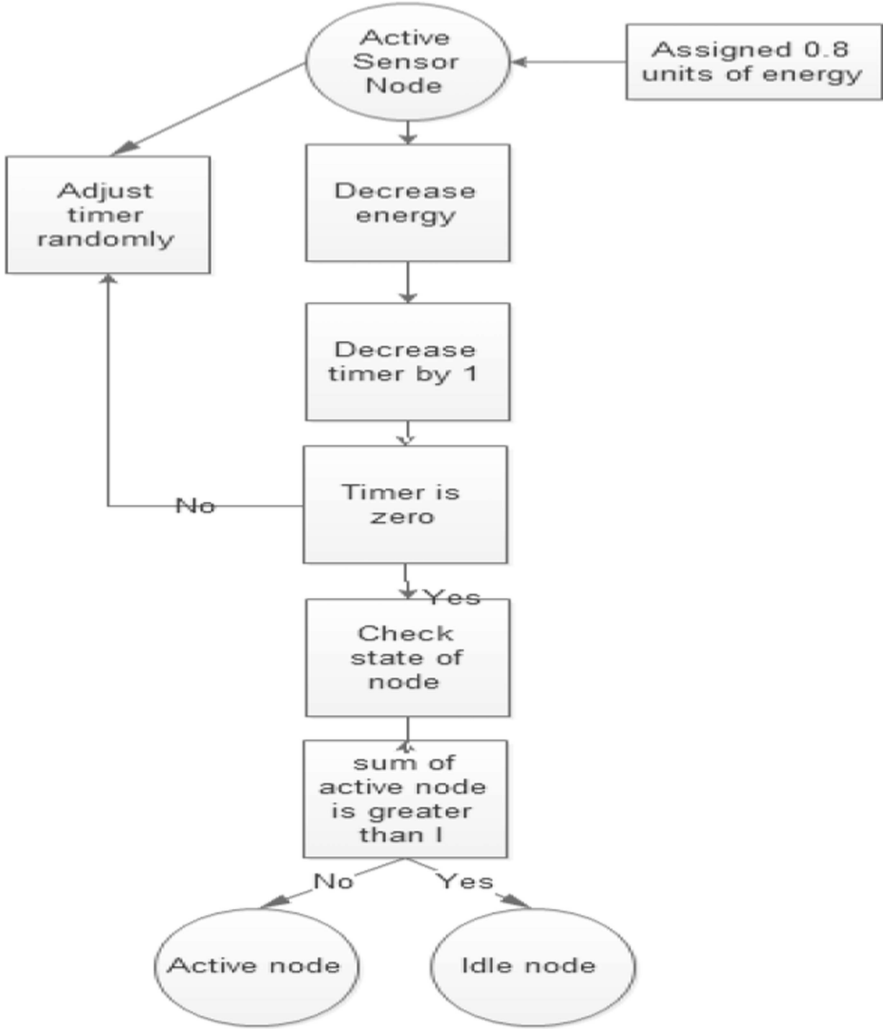 Active
Sensor
Node
Assigned 0.8
units of energy
Adjust
timer
randomly
Decrease
energy
Decrease
timer by 1
Timer is
zero
No
Yes
Check
state of
node
sum of
active node
is greater
than I
No
Yes
Active node
Idle node